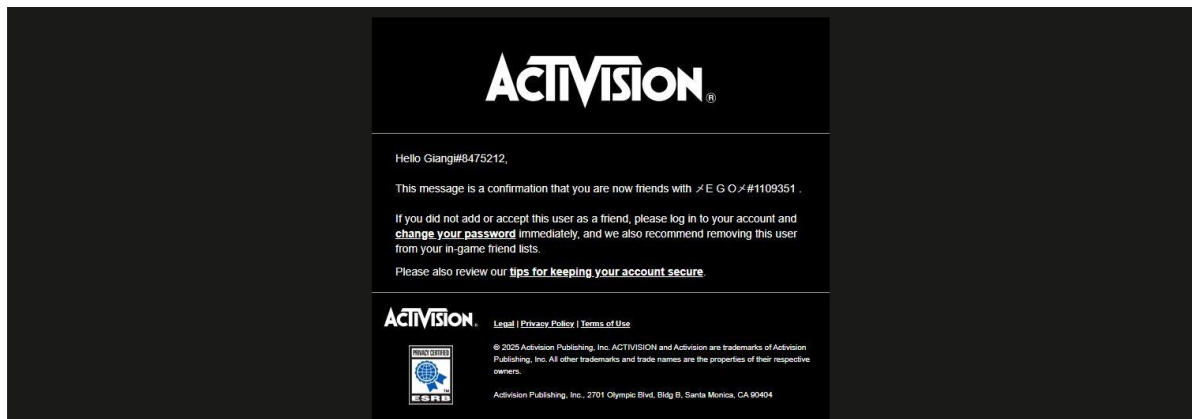 ACTIVISION®
Hello Giangi#8475212,
This message is a confirmation that you are now friends with メE G Oメ#1109351 .
If you did not add or accept this user as a friend, please log in to your account and
change your password immediately, and we also recommend removing this user
from your in-game friend lists.
Please also review our tips for keeping your account secure.
ACTIVISION®
Legal | Privacy Policy | Terms of Use
PRIVACY CERTIFIED
ESRB
™
® 2025 Activision Publishing, Inc. ACTIVISION and Activision are trademarks of Activision
Publishing, Inc. All other trademarks and trade names are the properties of their respective
owners.
Activision Publishing, Inc., 2701 Olympic Blvd, Bldg B, Santa Monica, CA 90404